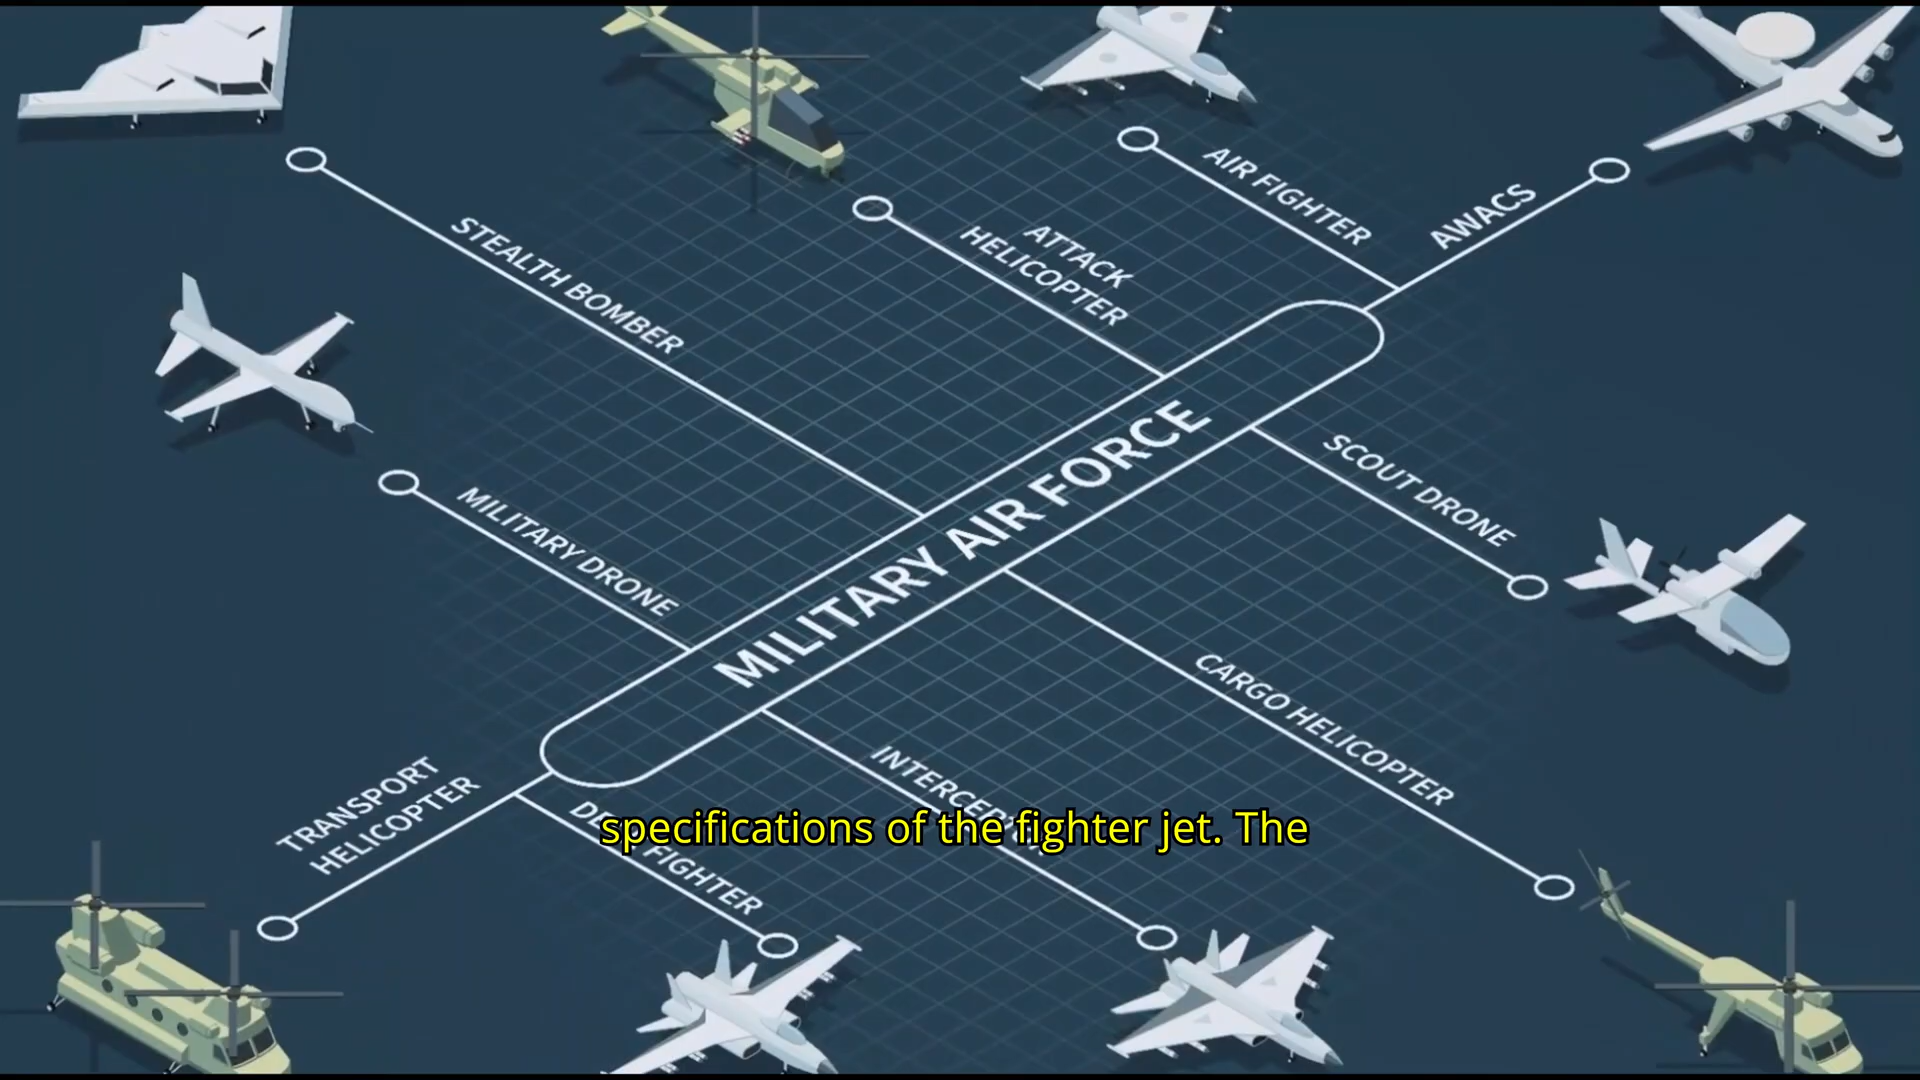 AIR FIGHTER
AWACS
STEALTH BOMBER
ATTACK
HELICOPTER
SCOUT DRONE
MILITARY AIR FORCE
MILITARY DRONE
CARGO HELICOPTER
TRANSPORT
HELICOPTER
INTERCEPTOR
FIGHTER
specifications of the fighter jet. The